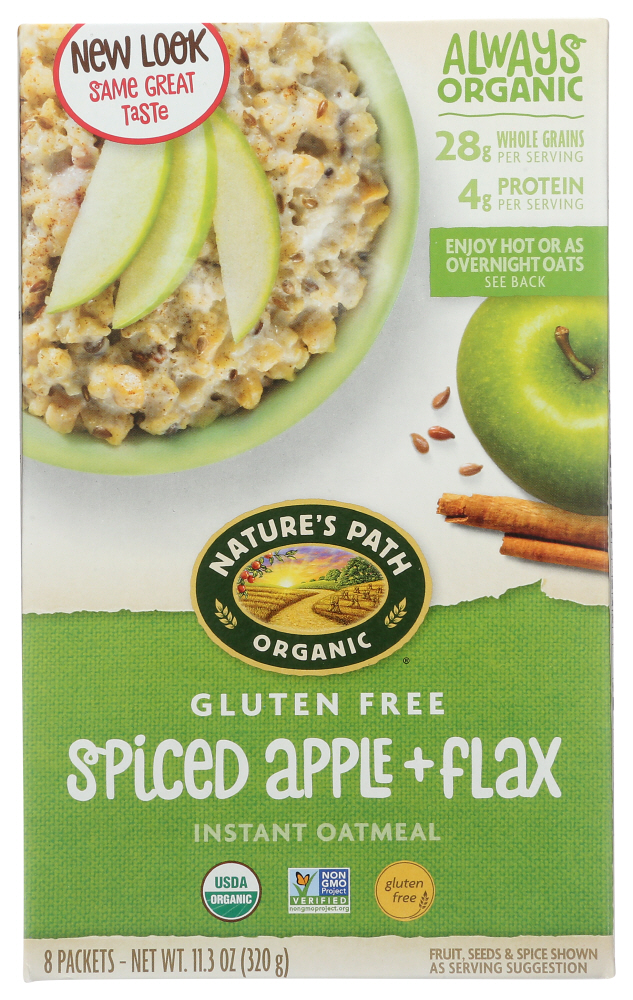 NEW LOOK
SAME GREAT
TaSTe
ALWAYS
ORGANIC
28g WHOLE GRAINS
PER SERVING
4g PROTEIN
PER SERVING
ENJOY HOT OR AS
OVERNIGHT OATS
SEE BACK
NATURE'S PATH
ORGANIC
®
GLUTEN FREE
SPiCED aPPLE + FLaX
INSTANT OATMEAL
USDA
ORGANIC
NON
GMO
Project
VERIFIED
nongmoproject.org
gluten
free
8 PACKETS - NET WT. 11.3 OZ (320 g)
FRUIT, SEEDS & SPICE SHOWN
AS SERVING SUGGESTION